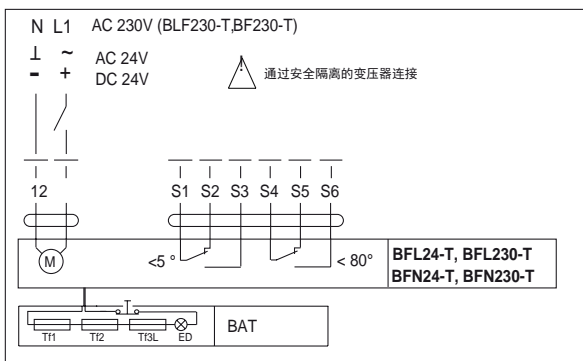 N L1 AC 230V (BLF230-T,BF230-T)
⊥ ~ AC 24V
- + DC 24V
通过安全隔离的变压器连接
12 S1 S2 S3 S4 S5 S6
M <5 ° < 80°
BFL24-T, BFL230-T
BFN24-T, BFN230-T
T
Tf1 Tf2 Tf3L ED BAT